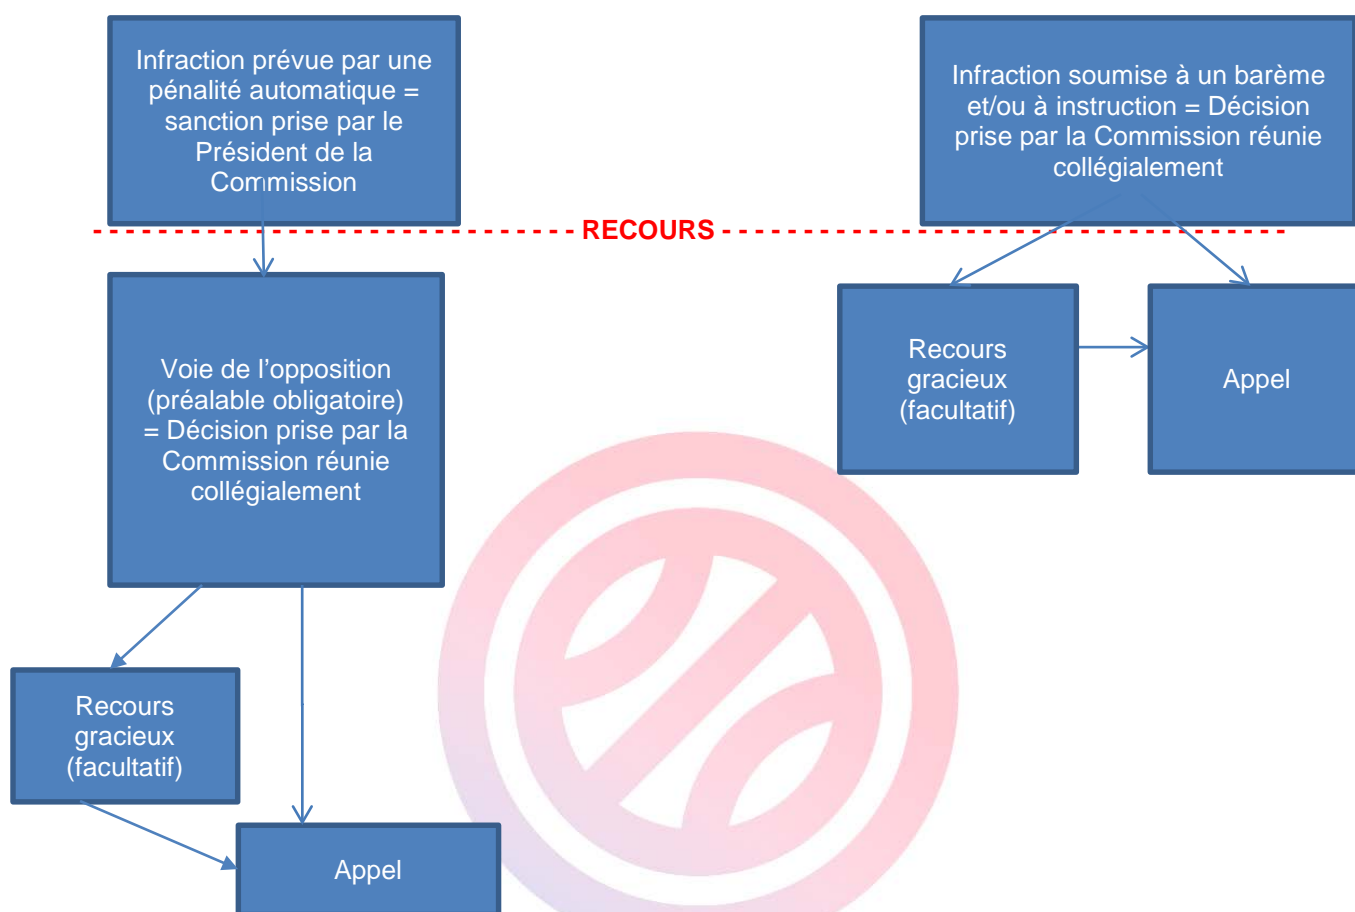 Infraction prévue par une
pénalité automatique =
sanction prise par le
Président de la
Commission
Infraction soumise à un barème
et/ou à instruction = Décision
prise par la Commission réunie
collégialement
RECOURS
Voie de l’opposition
(préalable obligatoire)
= Décision prise par la
Commission réunie
collégialement
Recours
gracieux
(facultatif)
Appel
Recours
gracieux
(facultatif)
Appel